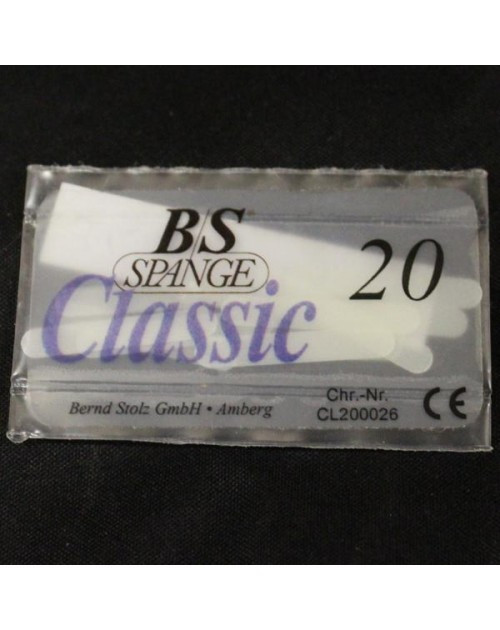 B/S
SPANGE
Classic
20
Bernd Stolz GmbH • Amberg
Chr.-Nr.
CL200026
CE